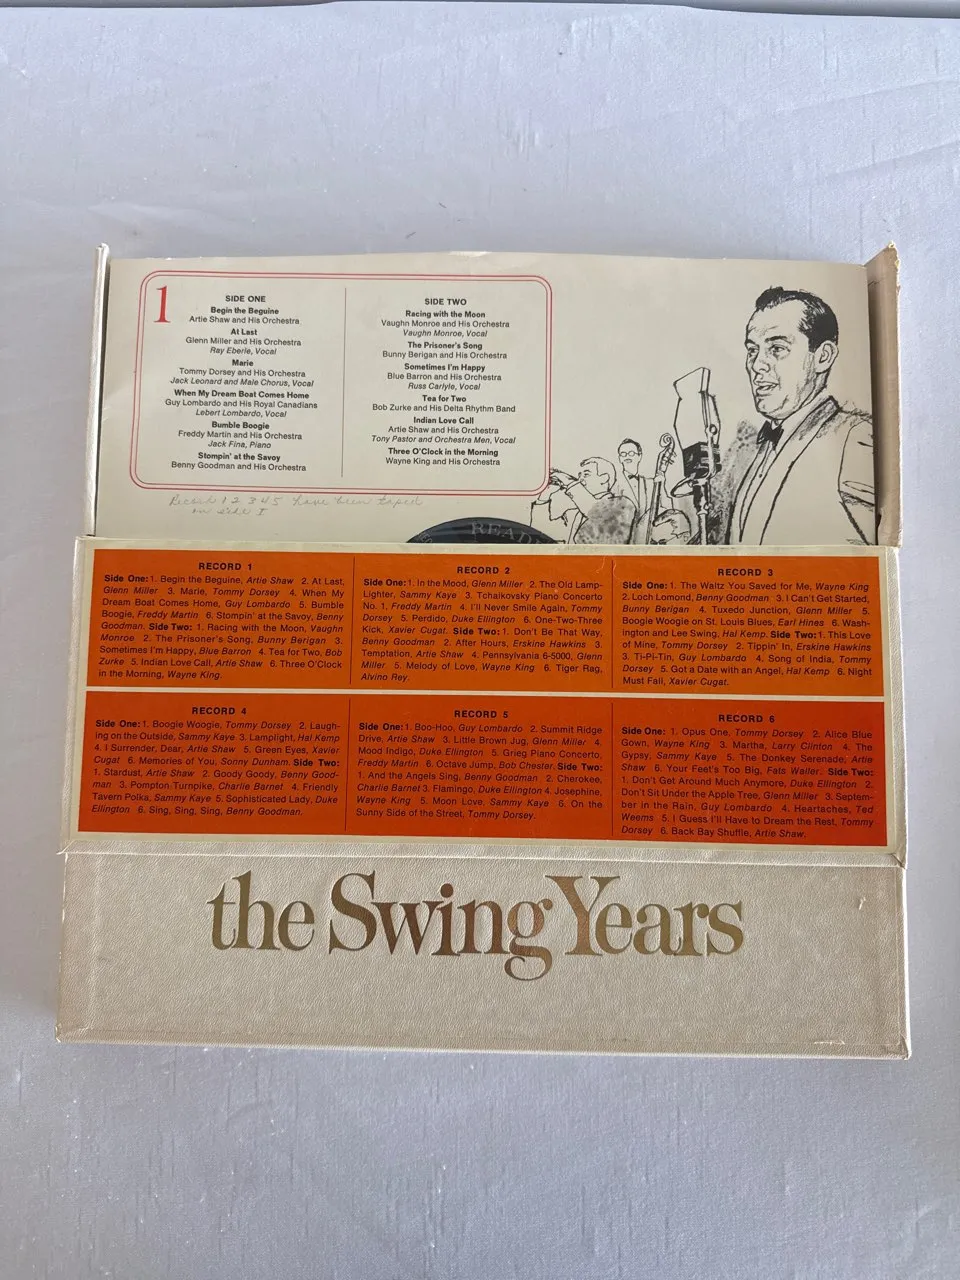 1
SIDE ONE
Begin the Beguine
Artie Shaw and His Orchestra
At Last
Glenn Miller and His Orchestra
Ray Eberle, Vocal
Marie
Tommy Dorsey and His Orchestra
Jack Leonard and Male Chorus, Vocal
When My Dream Boat Comes Home
Guy Lombardo and His Royal Canadians
Lebert Lombardo, Vocal
Bumble Boogie
Freddy Martin and His Orchestra
Jack Fina, Piano
Stompin' at the Savoy
Benny Goodman and His Orchestra
SIDE TWO
Racing with the Moon
Vaughn Monroe and His Orchestra
Vaughn Monroe, Vocal
The Prisoner's Song
Bunny Berigan and His Orchestra
Sometimes I'm Happy
Blue Barron and His Orchestra
Russ Carlyle, Vocal
Tea for Two
Bob Zurke and His Delta Rhythm Band
Indian Love Call
Artie Shaw and His Orchestra
Tony Pastor and Orchestra Men, Vocal
Three O'Clock in the Morning
Wayne King and His Orchestra
Record 1 2 3 4 5 have been taped
on side I
READ
RECORD 1
Side One: 1. Begin the Beguine, Artie Shaw 2. At Last,
Glenn Miller 3. Marie, Tommy Dorsey 4. When My
Dream Boat Comes Home, Guy Lombardo 5. Bumble
Boogie, Freddy Martin 6. Stompin' at the Savoy, Benny
Goodman. Side Two: 1. Racing with the Moon, Vaughn
Monroe 2. The Prisoner's Song, Bunny Berigan 3.
Sometimes I'm Happy, Blue Barron 4. Tea for Two, Bob
Zurke 5. Indian Love Call, Artie Shaw 6. Three O'Clock
in the Morning, Wayne King.
RECORD 2
Side One: 1. In the Mood, Glenn Miller 2. The Old Lamp-
Lighter, Sammy Kaye 3. Tchaikovsky Piano Concerto
No. 1, Freddy Martin 4. I'll Never Smile Again, Tommy
Dorsey 5. Perdido, Duke Ellington 6. One-Two-Three
Kick, Xavier Cugat. Side Two: 1. Don't Be That Way,
Benny Goodman 2. After Hours, Erskine Hawkins 3.
Temptation, Artie Shaw 4. Pennsylvania 6-5000, Glenn
Miller 5. Melody of Love, Wayne King 6. Tiger Rag,
Alvino Rey.
RECORD 3
Side One: 1. The Waltz You Saved for Me, Wayne King
2. Loch Lomond, Benny Goodman 3. I Can't Get Started,
Bunny Berigan 4. Tuxedo Junction, Glenn Miller 5.
Boogie Woogie on St. Louis Blues, Earl Hines 6. Wash-
ington and Lee Swing, Hal Kemp. Side Two: 1. This Love
of Mine, Tommy Dorsey 2. Tippin' In, Erskine Hawkins
3. Ti-Pi-Tin, Guy Lombardo 4. Song of India, Tommy
Dorsey 5. Got a Date with an Angel, Hal Kemp 6. Night
Must Fall, Xavier Cugat.
RECORD 4
Side One: 1. Boogie Woogie, Tommy Dorsey 2. Laugh-
ing on the Outside, Sammy Kaye 3. Lamplight, Hal Kemp
4. I Surrender, Dear, Artie Shaw 5. Green Eyes, Xavier
Cugat 6. Memories of You, Sonny Dunham. Side Two:
1. Stardust, Artie Shaw 2. Goody Goody, Benny Good-
man 3. Pompton Turnpike, Charlie Barnet 4. Friendly
Tavern Polka, Sammy Kaye 5. Sophisticated Lady, Duke
Ellington 6. Sing, Sing, Sing, Benny Goodman.
RECORD 5
Side One: 1. Boo-Hoo, Guy Lombardo 2. Summit Ridge
Drive, Artie Shaw 3. Little Brown Jug, Glenn Miller 4.
Mood Indigo, Duke Ellington 5. Grieg Piano Concerto,
Freddy Martin 6. Octave Jump, Bob Chester. Side Two:
1. And the Angels Sing, Benny Goodman 2. Cherokee,
Charlie Barnet 3. Flamingo, Duke Ellington 4. Josephine,
Wayne King 5. Moon Love, Sammy Kaye 6. On the
Sunny Side of the Street, Tommy Dorsey.
RECORD 6
Side One: 1. Opus One, Tommy Dorsey 2. Alice Blue
Gown, Wayne King 3. Martha, Larry Clinton 4. The
Gypsy, Sammy Kaye 5. The Donkey Serenade, Artie
Shaw 6. Your Feet's Too Big, Fats Waller. Side Two:
1. Don't Get Around Much Anymore, Duke Ellington 2.
Don't Sit Under the Apple Tree, Glenn Miller 3. Septem-
ber in the Rain, Guy Lombardo 4. Heartaches, Ted
Weems 5. I Guess I'll Have to Dream the Rest, Tommy
Dorsey 6. Back Bay Shuffle, Artie Shaw.
the Swing Years